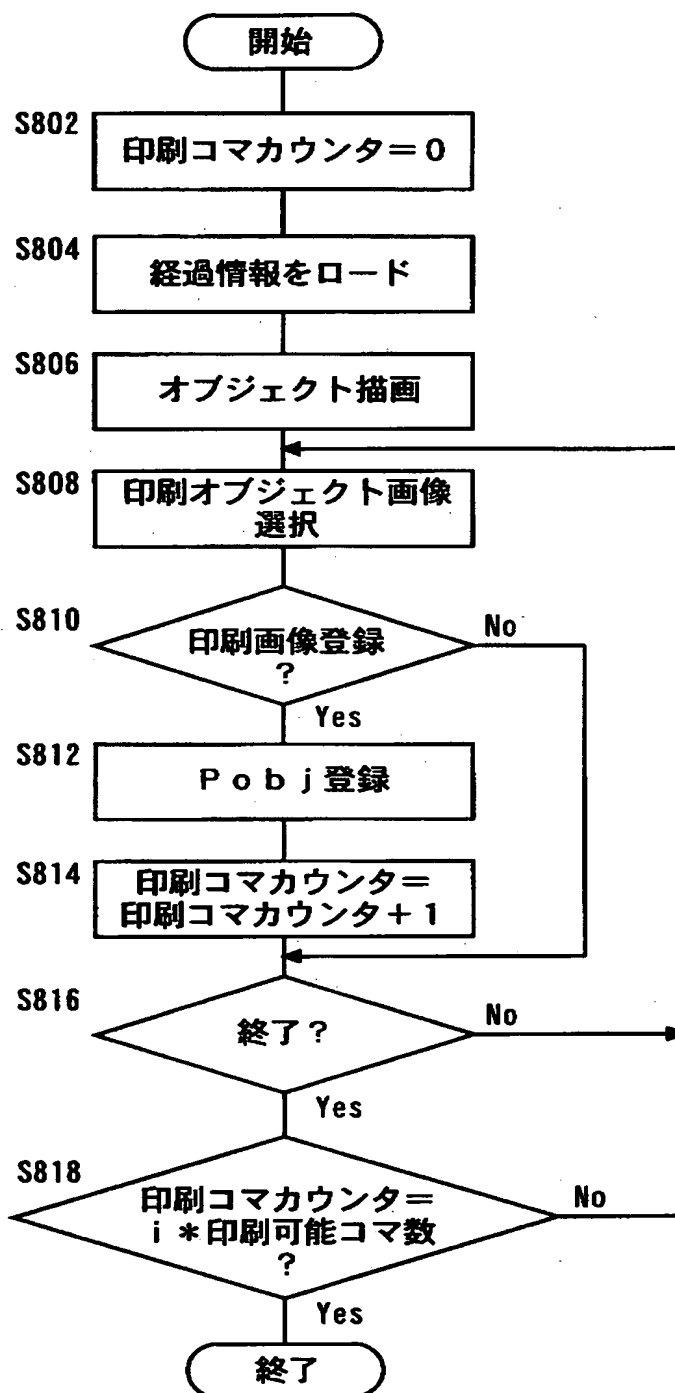 開始
S802
印刷コマカウンタ＝０
S804
経過情報をロード
S806
オブジェクト描画
S808
印刷オブジェクト画像
選択
S810
印刷画像登録
？
No
Yes
S812
Ｐｏｂｊ登録
S814
印刷コマカウンタ＝
印刷コマカウンタ＋１
S816
終了？
No
Yes
S818
印刷コマカウンタ＝
ｉ＊印刷可能コマ数
？
No
Yes
終了